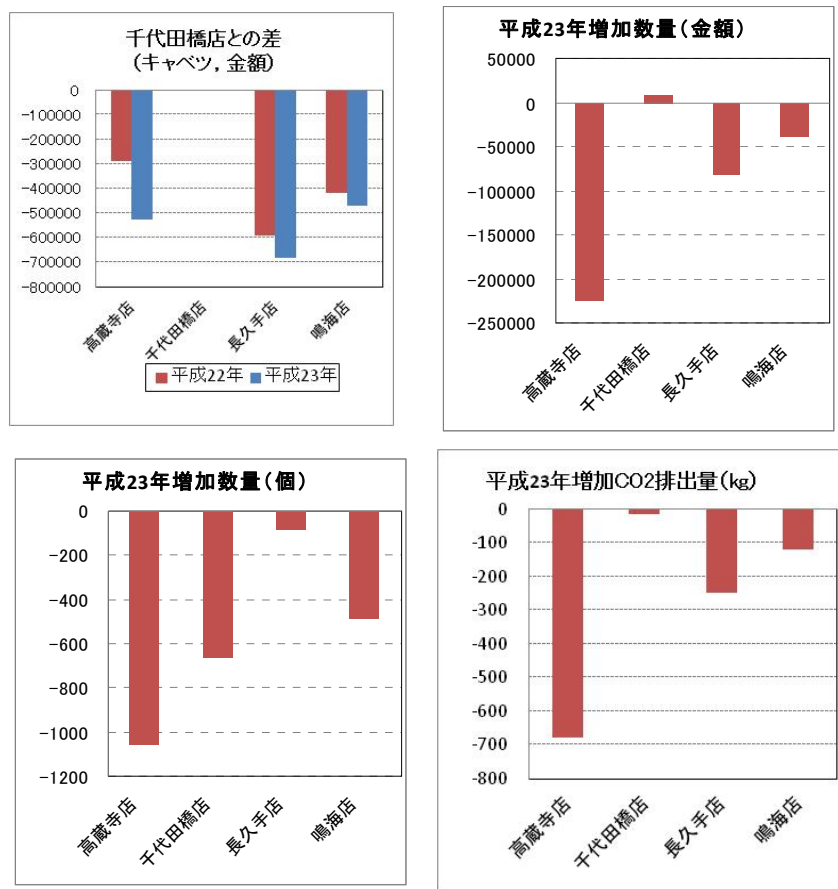 千代田橋店との差
（キャベツ，金額）
0
-100000
-200000
-300000
-400000
-500000
-600000
-700000
-800000
高蔵寺店
千代田橋店
長久手店
鳴海店
平成22年 平成23年
平成23年増加数量（金額）
50000
0
-50000
-100000
-150000
-200000
-250000
高蔵寺店
千代田橋店
長久手店
鳴海店
平成23年増加数量（個）
0
-200
-400
-600
-800
-1000
-1200
高蔵寺店
千代田橋店
長久手店
鳴海店
平成23年増加CO2排出量（㎏）
0
-100
-200
-300
-400
-500
-600
-700
-800
高蔵寺店
千代田橋店
長久手店
鳴海店